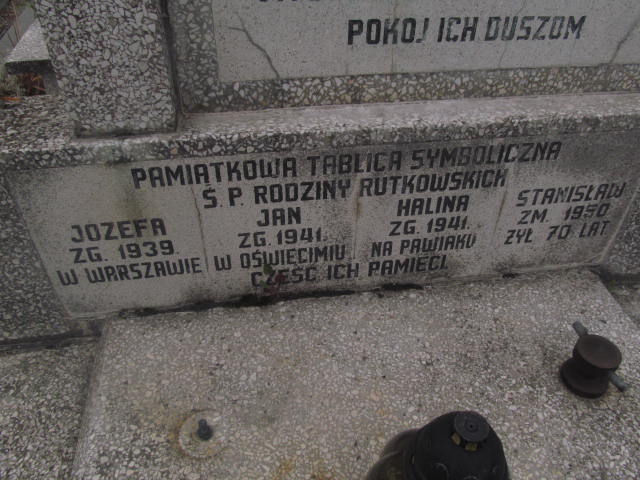 POKOJ ICH DUSZOM
PAMIĄTKOWA TABLICA SYMBOLICZNA
Ś.P. RODZINY RUTKOWSKICH
JOZEFA
ZG. 1939.
W WARSZAWIE
JAN
ZG. 1941.
W OŚWIĘCIMIU
HALINA
ZG. 1941.
NA PAWIAKU
STANISŁAW
ZM. 1950
ŻYŁ 70 LAT
CZEŚĆ ICH PAMIĘCI.